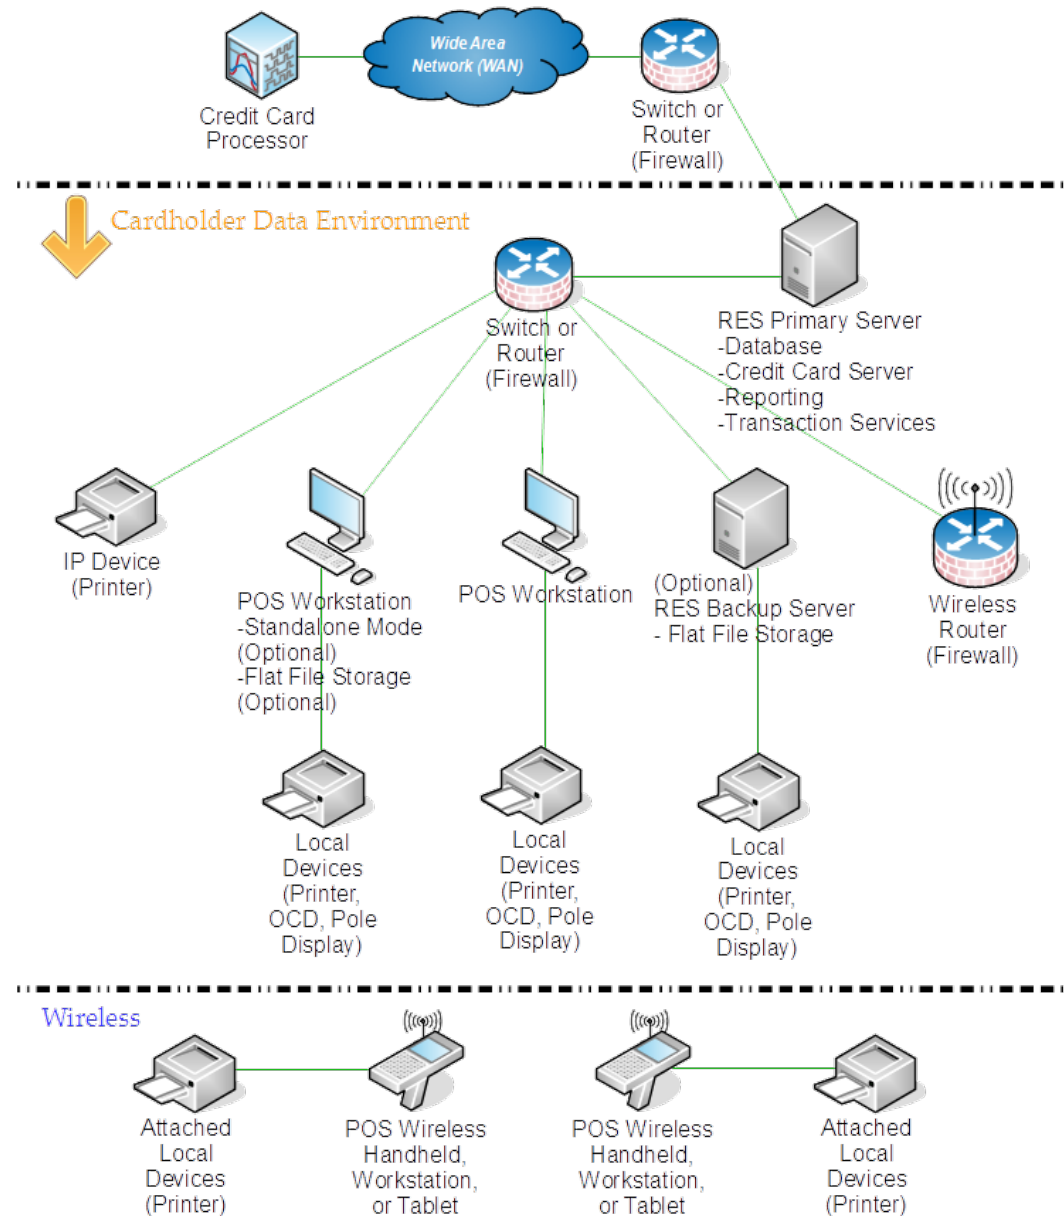 Wide Area
Network (WAN)
Credit Card
Processor
Switch or
Router
(Firewall)
Cardholder Data Environment
Switch or
Router
(Firewall)
RES Primary Server
-Database
-Credit Card Server
-Reporting
-Transaction Services
IP Device
(Printer)
POS Workstation
-Standalone Mode
(Optional)
-Flat File Storage
(Optional)
POS Workstation
(Optional)
RES Backup Server
- Flat File Storage
Wireless
Router
(Firewall)
Local
Devices
(Printer,
OCD, Pole
Display)
Local
Devices
(Printer,
OCD, Pole
Display)
Local
Devices
(Printer,
OCD, Pole
Display)
Wireless
Attached
Local
Devices
(Printer)
POS Wireless
Handheld,
Workstation,
or Tablet
POS Wireless
Handheld,
Workstation,
or Tablet
Attached
Local
Devices
(Printer)